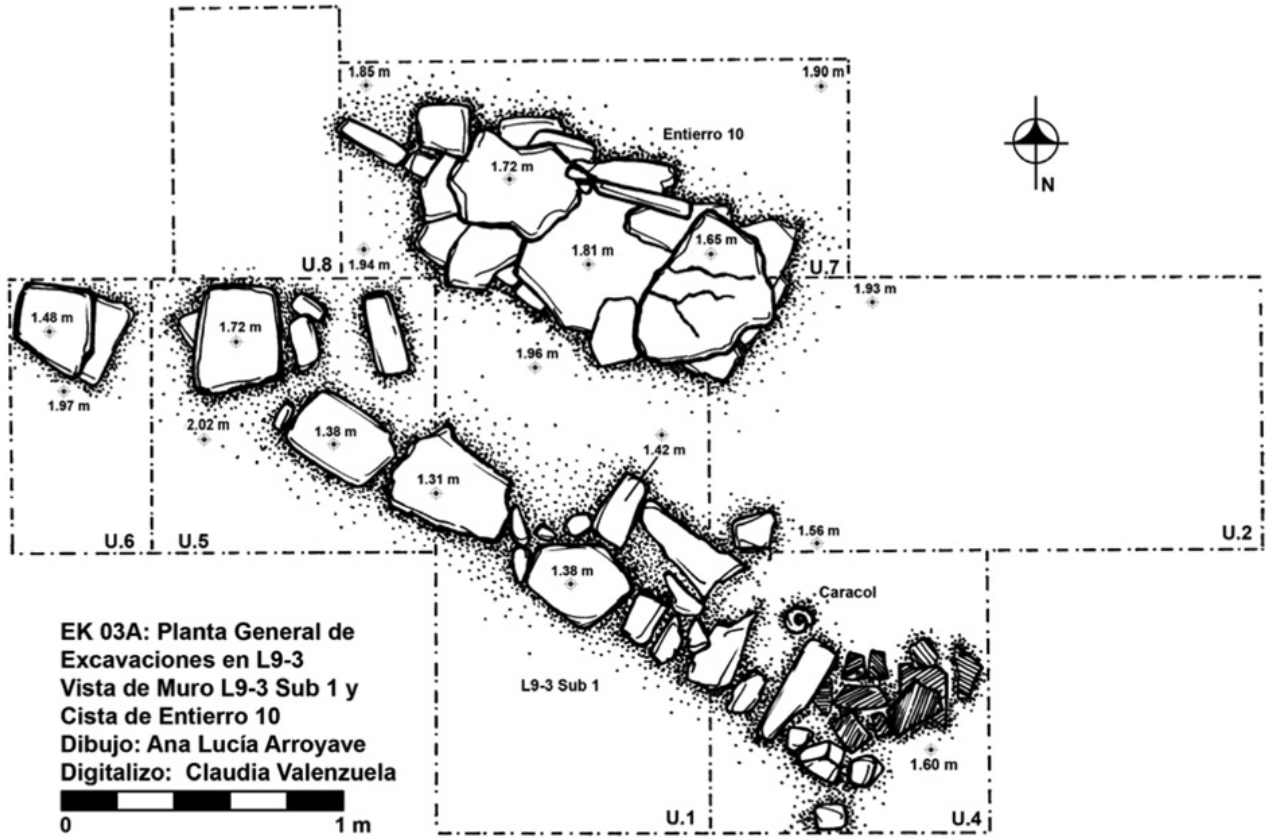 1.85 m
1.90 m
Entierro 10
1.72 m
1.81 m
1.65 m
N
U.8
1.94 m
U.7
1.93 m
1.48 m
1.72 m
1.96 m
1.97 m
2.02 m
1.38 m
1.42 m
1.31 m
1.56 m
U.6
U.5
U.2
1.38 m
Caracol
L9-3 Sub 1
1.60 m
U.1
U.4
EK 03A: Planta General de
Excavaciones en L9-3
Vista de Muro L9-3 Sub 1 y
Cista de Entierro 10
Dibujo: Ana Lucía Arroyave
Digitalizo: Claudia Valenzuela
0
1 m